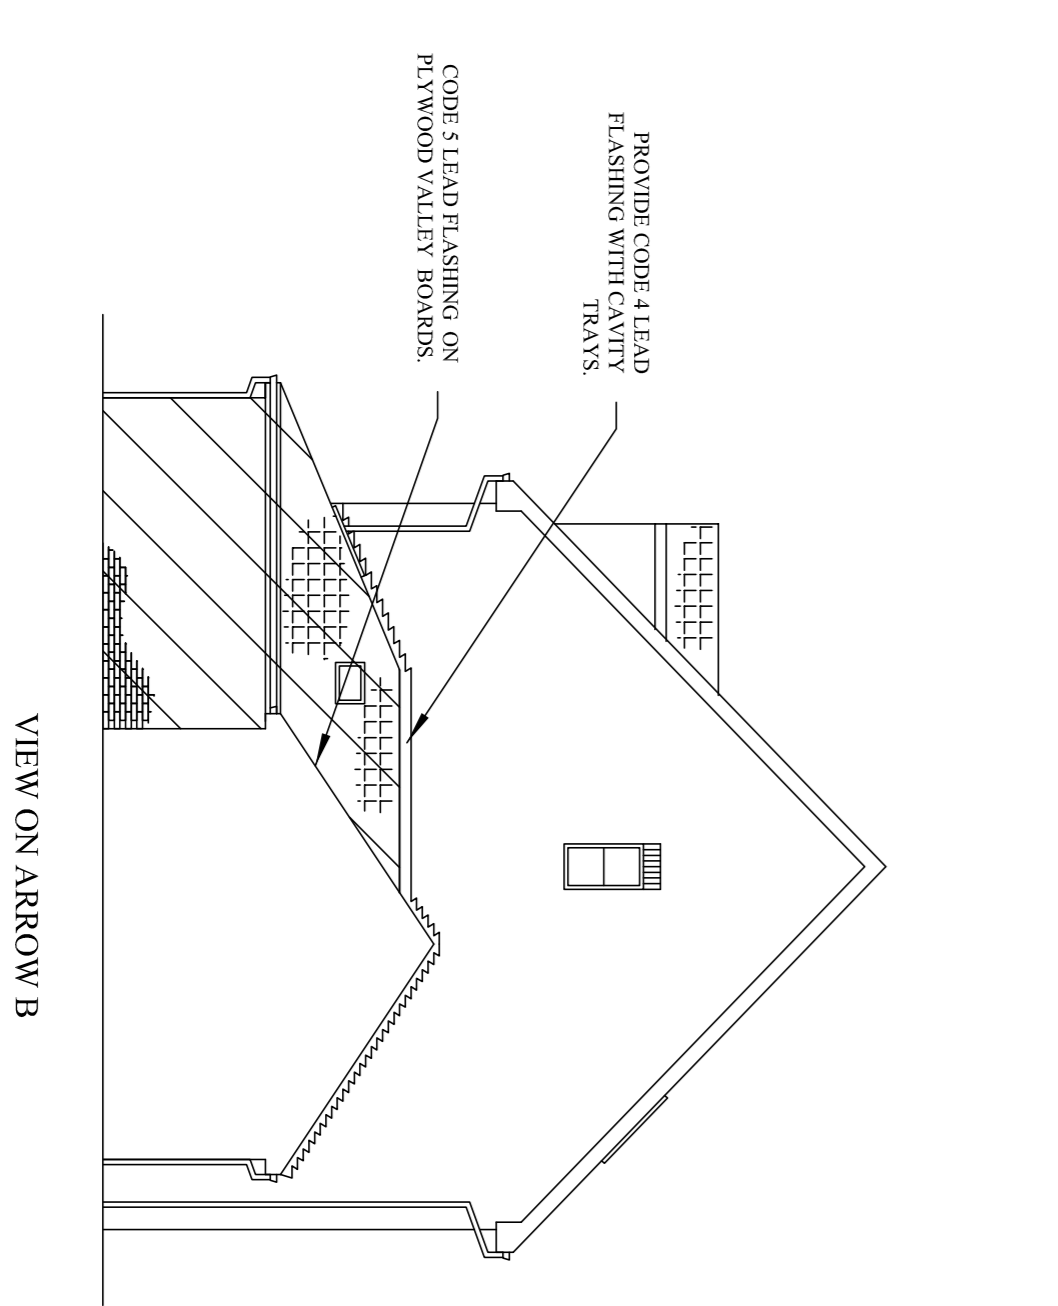 PROVIDE CODE 4 LEAD
FLASHING WITH CAVITY
TRAYS.
CODE 5 LEAD FLASHING ON
PLYWOOD VALLEY BOARDS.
VIEW ON ARROW B